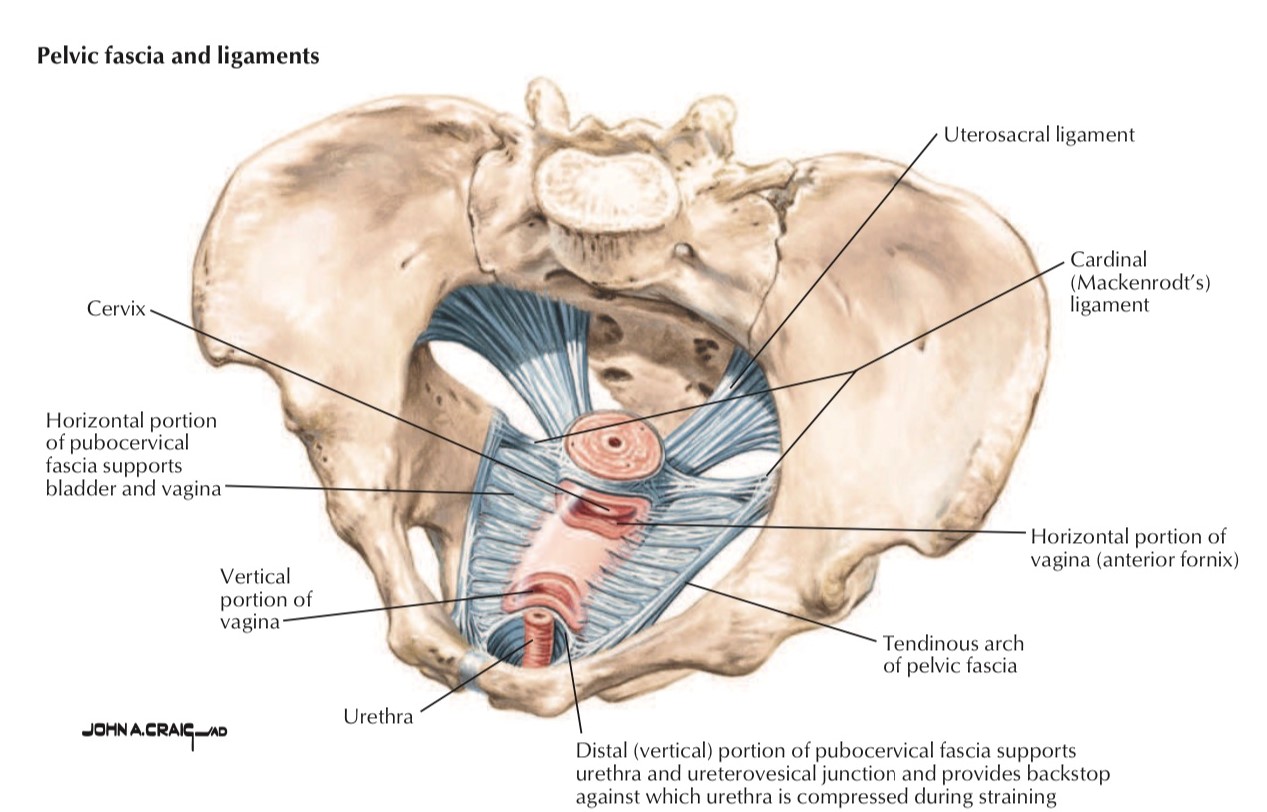 Pelvic fascia and ligaments
Uterosacral ligament
Cardinal
(Mackenrodt's)
ligament
Cervix
Horizontal portion
of pubocervical
fascia supports
bladder and vagina
Horizontal portion of
vagina (anterior fornix)
Vertical
portion of
vagina
Tendinous arch
of pelvic fascia
Urethra
JOHN A. CRAIG—AD
Distal (vertical) portion of pubocervical fascia supports
urethra and ureterovesical junction and provides backstop
against which urethra is compressed during straining